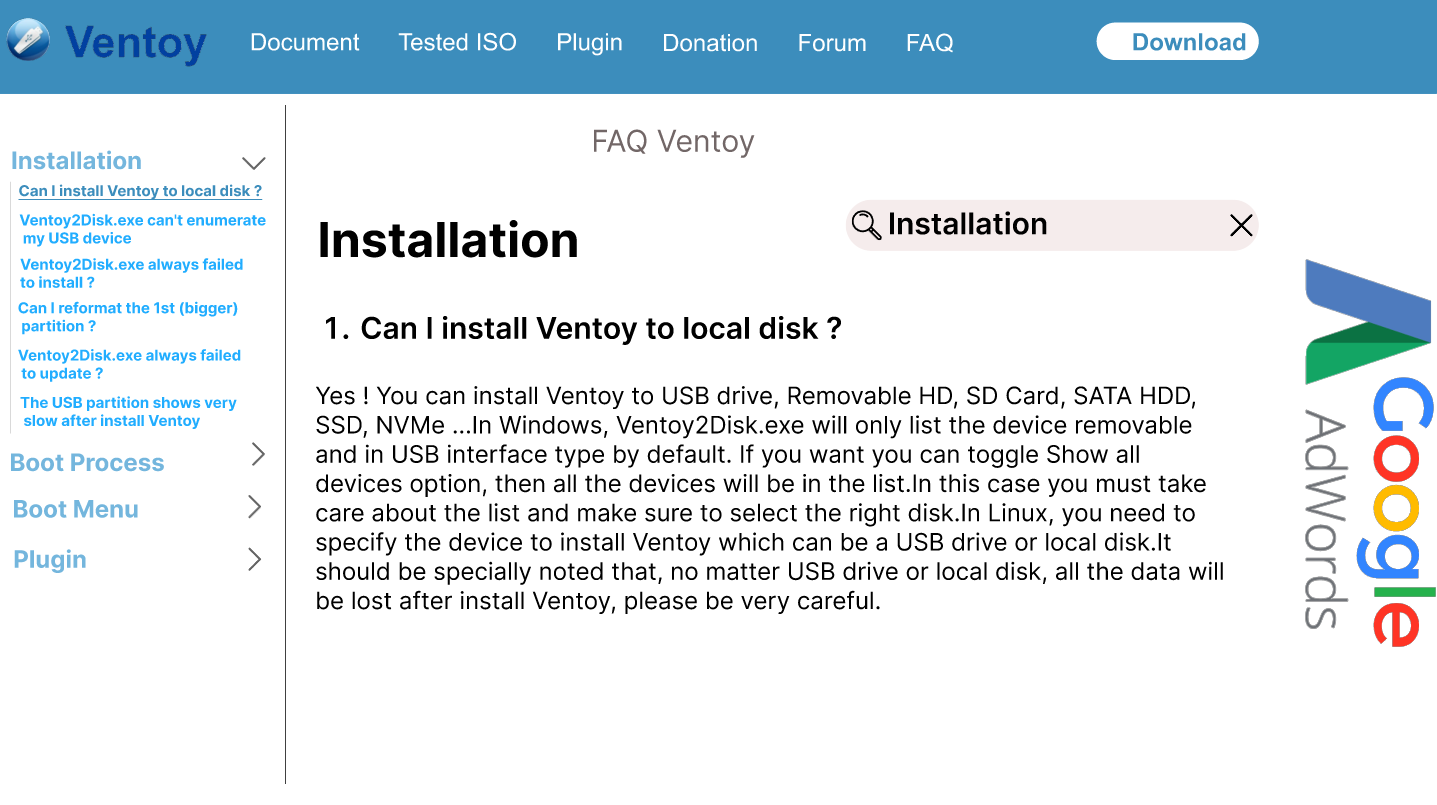 Ventoy
Document
Tested ISO
Plugin
Donation
Forum
FAQ
Download
Installation
Can I install Ventoy to local disk ?
Ventoy2Disk.exe can't enumerate
my USB device
Ventoy2Disk.exe always failed
to install ?
Can I reformat the 1st (bigger)
partition ?
Ventoy2Disk.exe always failed
to update ?
The USB partition shows very
slow after install Ventoy
Boot Process
Boot Menu
Plugin
FAQ Ventoy
Installation
Installation
1. Can I install Ventoy to local disk ?
Yes ! You can install Ventoy to USB drive, Removable HD, SD Card, SATA HDD,
SSD, NVMe ...In Windows, Ventoy2Disk.exe will only list the device removable
and in USB interface type by default. If you want you can toggle Show all
devices option, then all the devices will be in the list.In this case you must take
care about the list and make sure to select the right disk.In Linux, you need to
specify the device to install Ventoy which can be a USB drive or local disk.It
should be specially noted that, no matter USB drive or local disk, all the data will
be lost after install Ventoy, please be very careful.
Google
AdWords